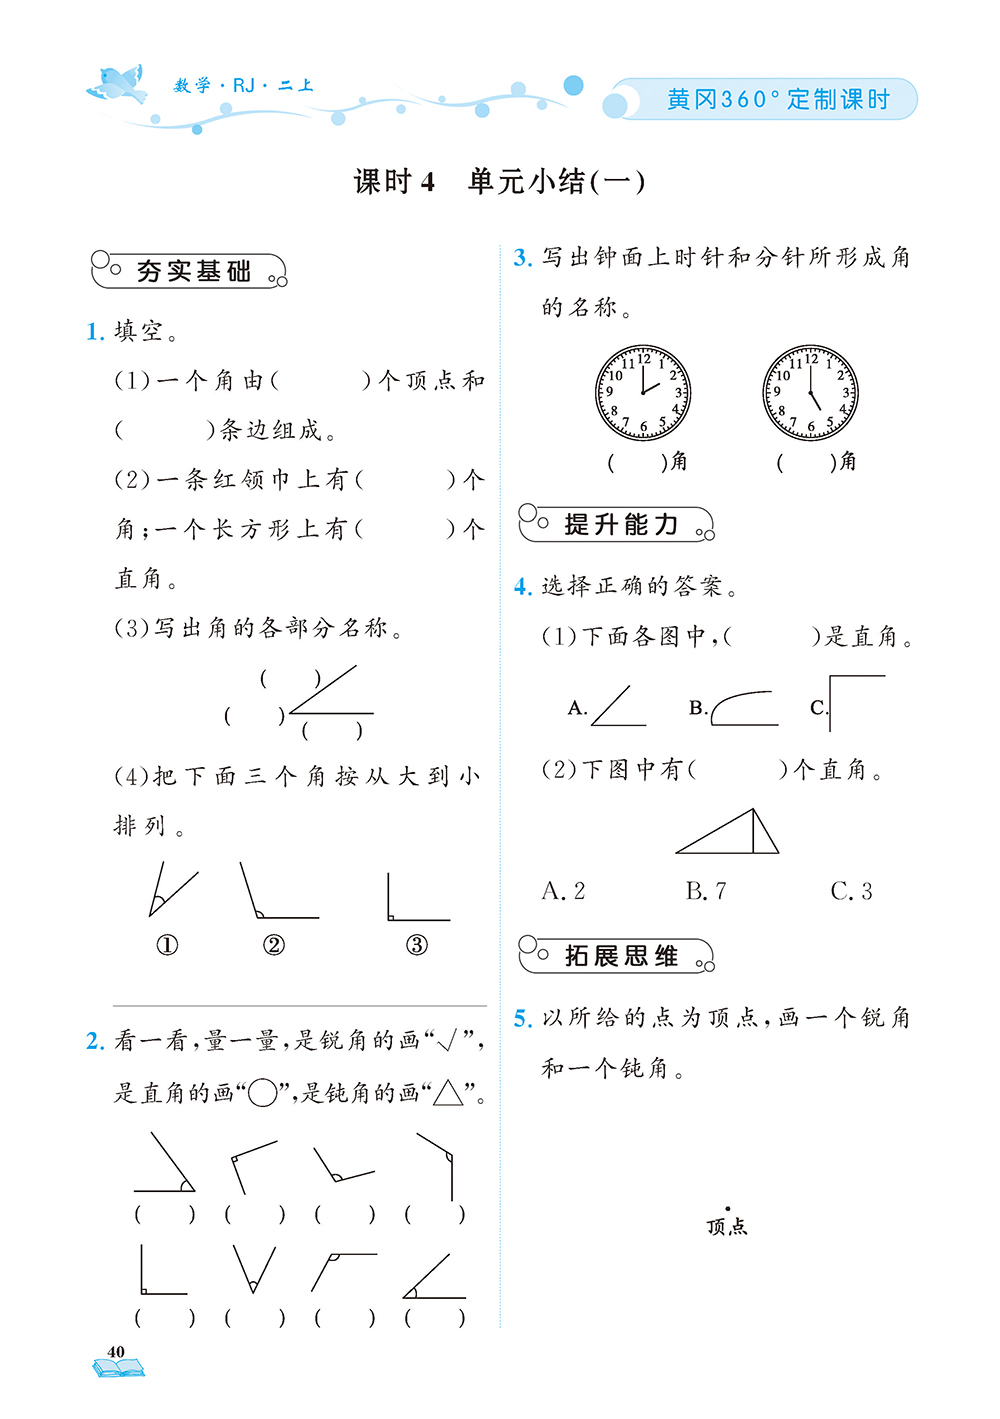 数学·RJ·二上
黄冈360°定制课时
课时4 单元小结(一)
夯实基础
1. 填空。
(1)一个角由( )个顶点和
( )条边组成。
(2)一条红领巾上有( )个
角;一个长方形上有( )个
直角。
(3)写出角的各部分名称。
( )
( )
( )
(4)把下面三个角按从大到小
排列。
① ② ③
2. 看一看,量一量,是锐角的画“√”,
是直角的画“○”,是钝角的画“△”。
( ) ( ) ( ) ( )
( ) ( ) ( ) ( )
3. 写出钟面上时针和分针所形成角
的名称。
12 1 2 3 4 5 6 7 8 9 10 11
12 1 2 3 4 5 6 7 8 9 10 11
( )角 ( )角
提升能力
4. 选择正确的答案。
(1)下面各图中,( )是直角。
A. B. C.
(2)下图中有( )个直角。
A. 2 B. 7 C. 3
拓展思维
5. 以所给的点为顶点,画一个锐角
和一个钝角。
顶点
40